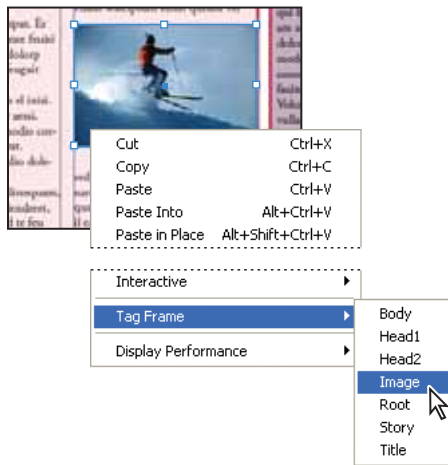 Cut Ctrl+X
Copy Ctrl+C
Paste Ctrl+V
Paste Into Alt+Ctrl+V
Paste in Place Alt+Shift+Ctrl+V
Interactive
Tag Frame
Display Performance
Body
Head1
Head2
Image
Root
Story
Title